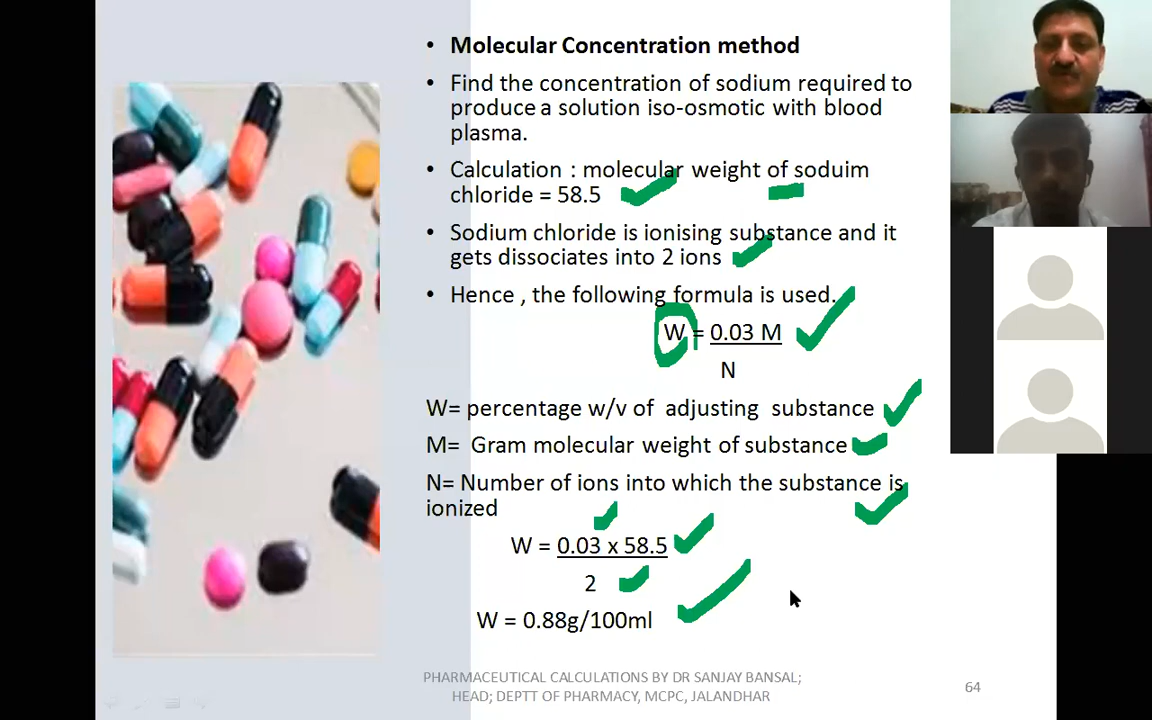 • Molecular Concentration method
• Find the concentration of sodium required to
produce a solution iso-osmotic with blood
plasma.
• Calculation : molecular weight of soduim
chloride = 58.5
• Sodium chloride is ionising substance and it
gets dissociates into 2 ions
• Hence , the following formula is used.
W = 0.03 M
N
W= percentage w/v of adjusting substance
M= Gram molecular weight of substance
N= Number of ions into which the substance is
ionized
W = 0.03 x 58.5
2
W = 0.88g/100ml
PHARMACEUTICAL CALCULATIONS BY DR SANJAY BANSAL;
HEAD; DEPTT OF PHARMACY, MCPC, JALANDHAR
64